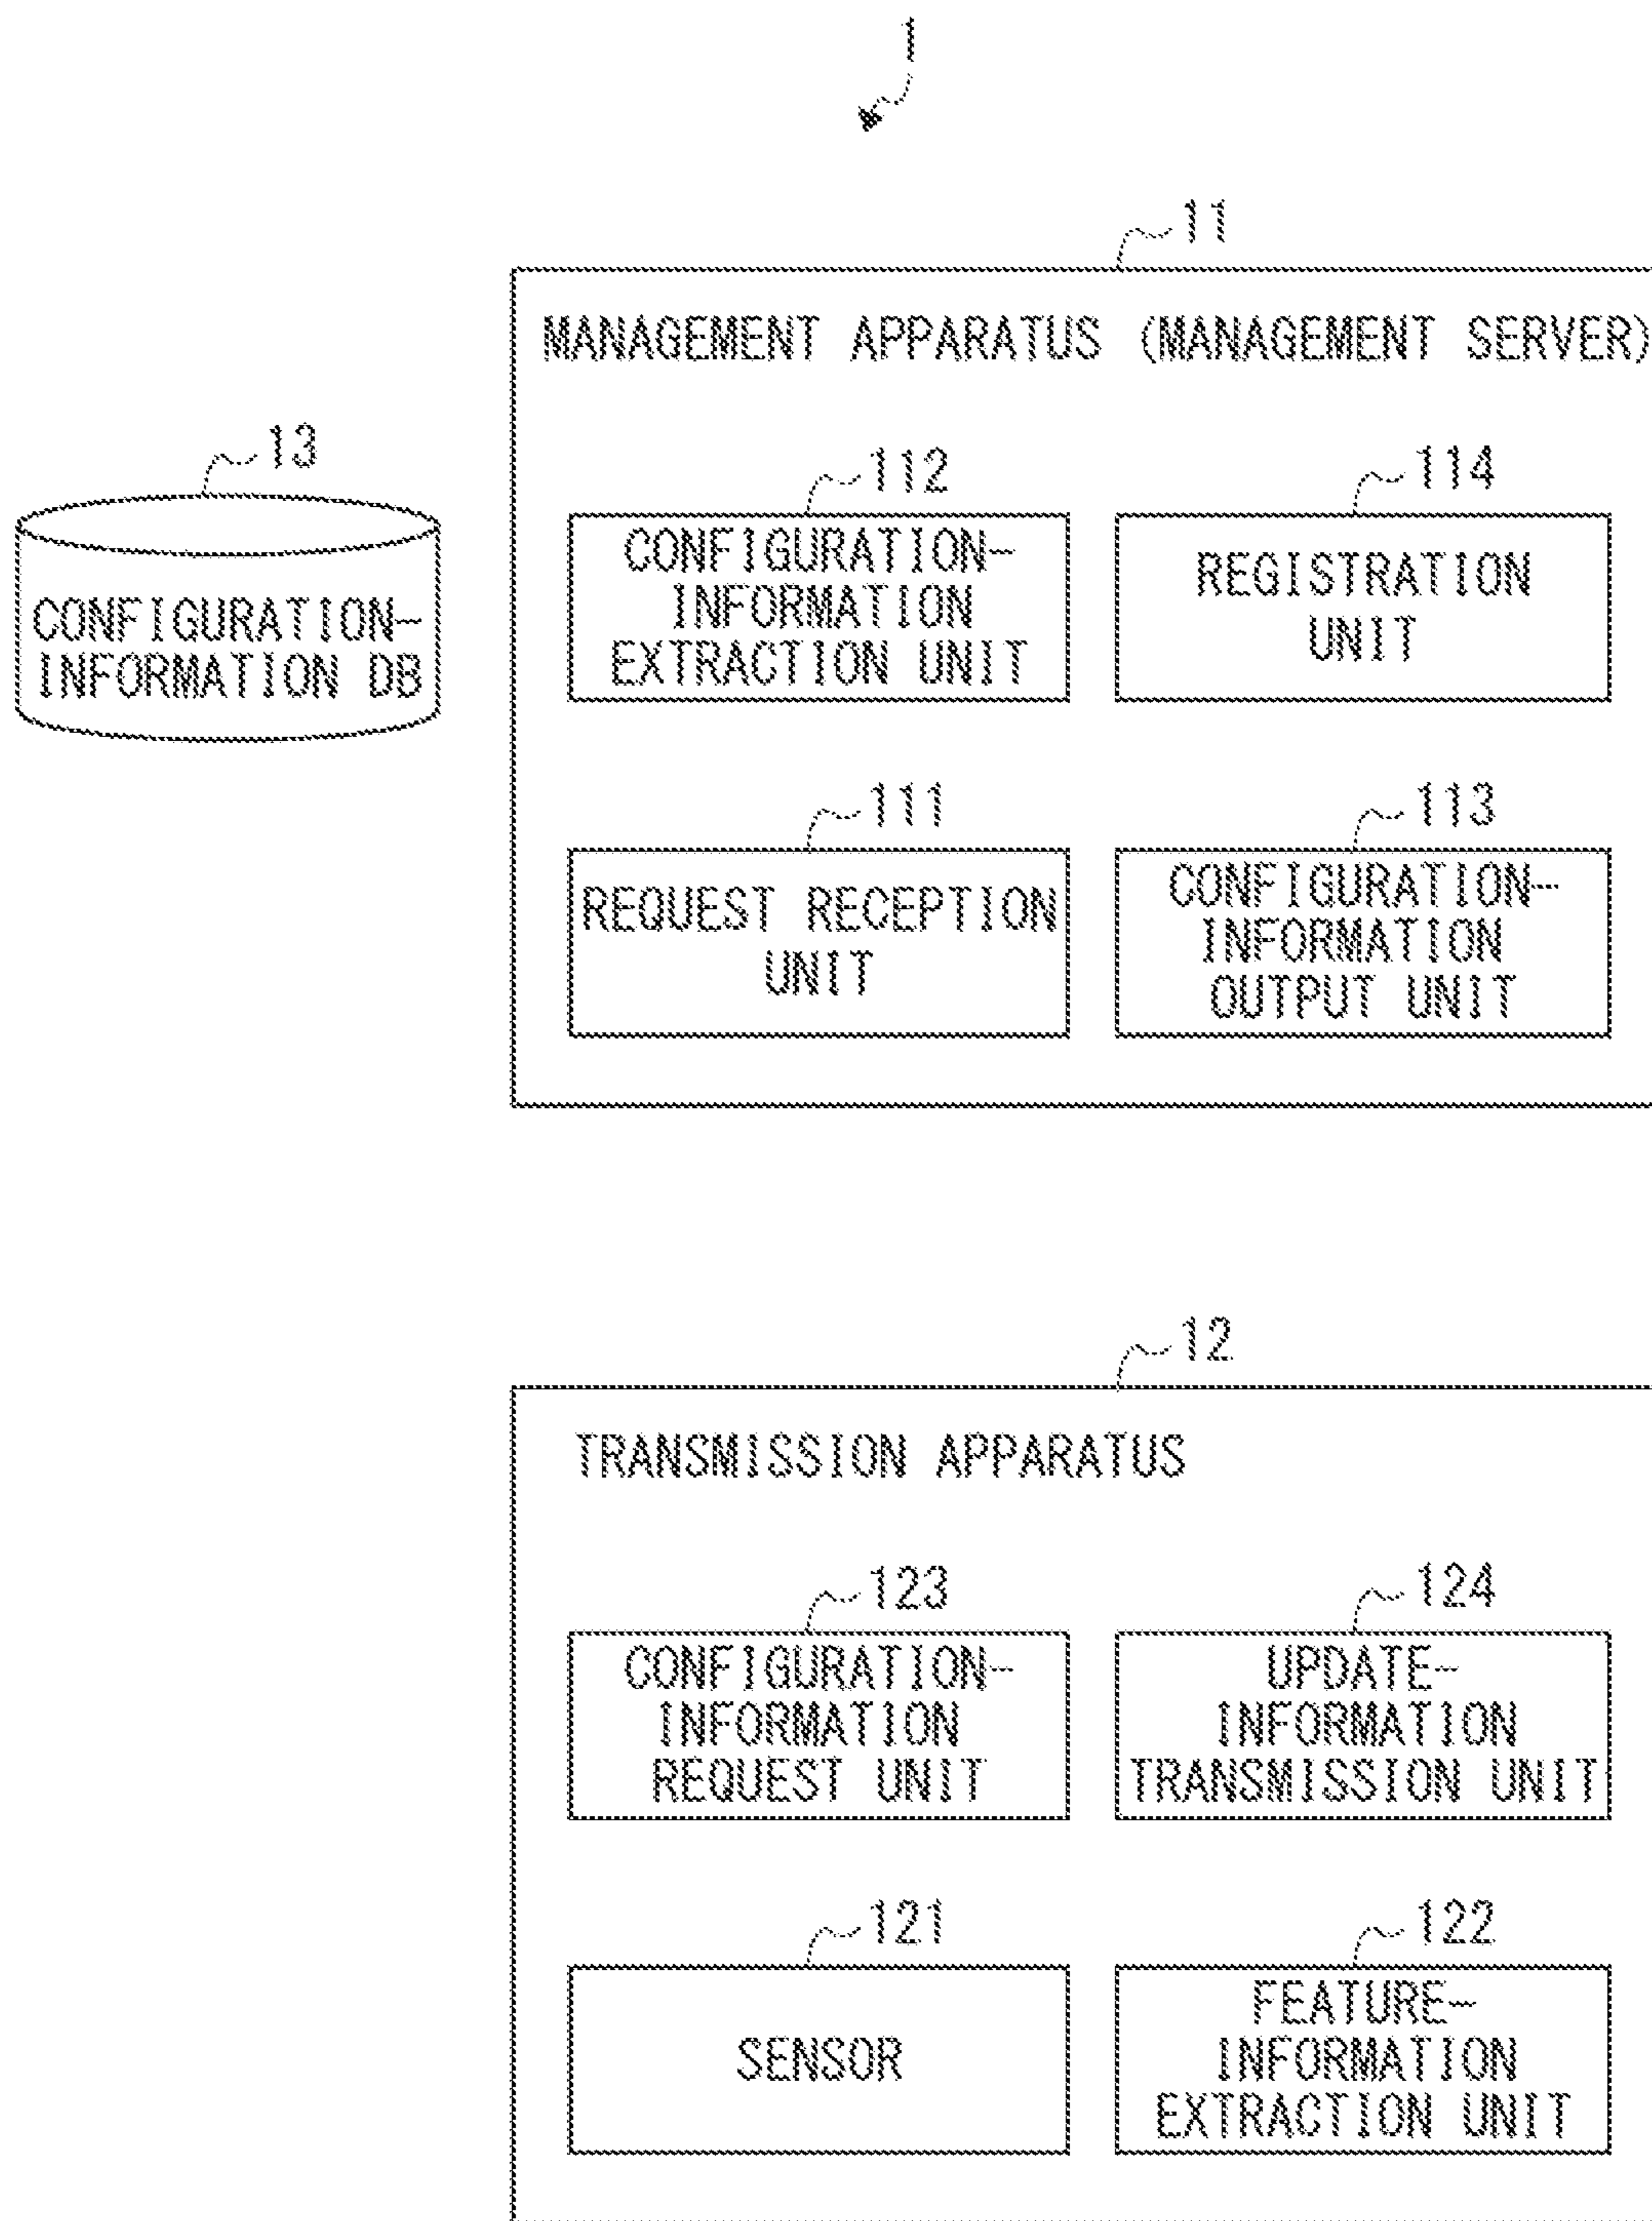 1
11
MANAGEMENT APPARATUS (MANAGEMENT SERVER)
13
CONFIGURATION-
INFORMATION DB
112
CONFIGURATION-
INFORMATION
EXTRACTION UNIT
114
REGISTRATION
UNIT
111
REQUEST RECEPTION
UNIT
113
CONFIGURATION-
INFORMATION
OUTPUT UNIT
12
TRANSMISSION APPARATUS
123
CONFIGURATION-
INFORMATION
REQUEST UNIT
124
UPDATE-
INFORMATION
TRANSMISSION UNIT
121
SENSOR
122
FEATURE-
INFORMATION
EXTRACTION UNIT